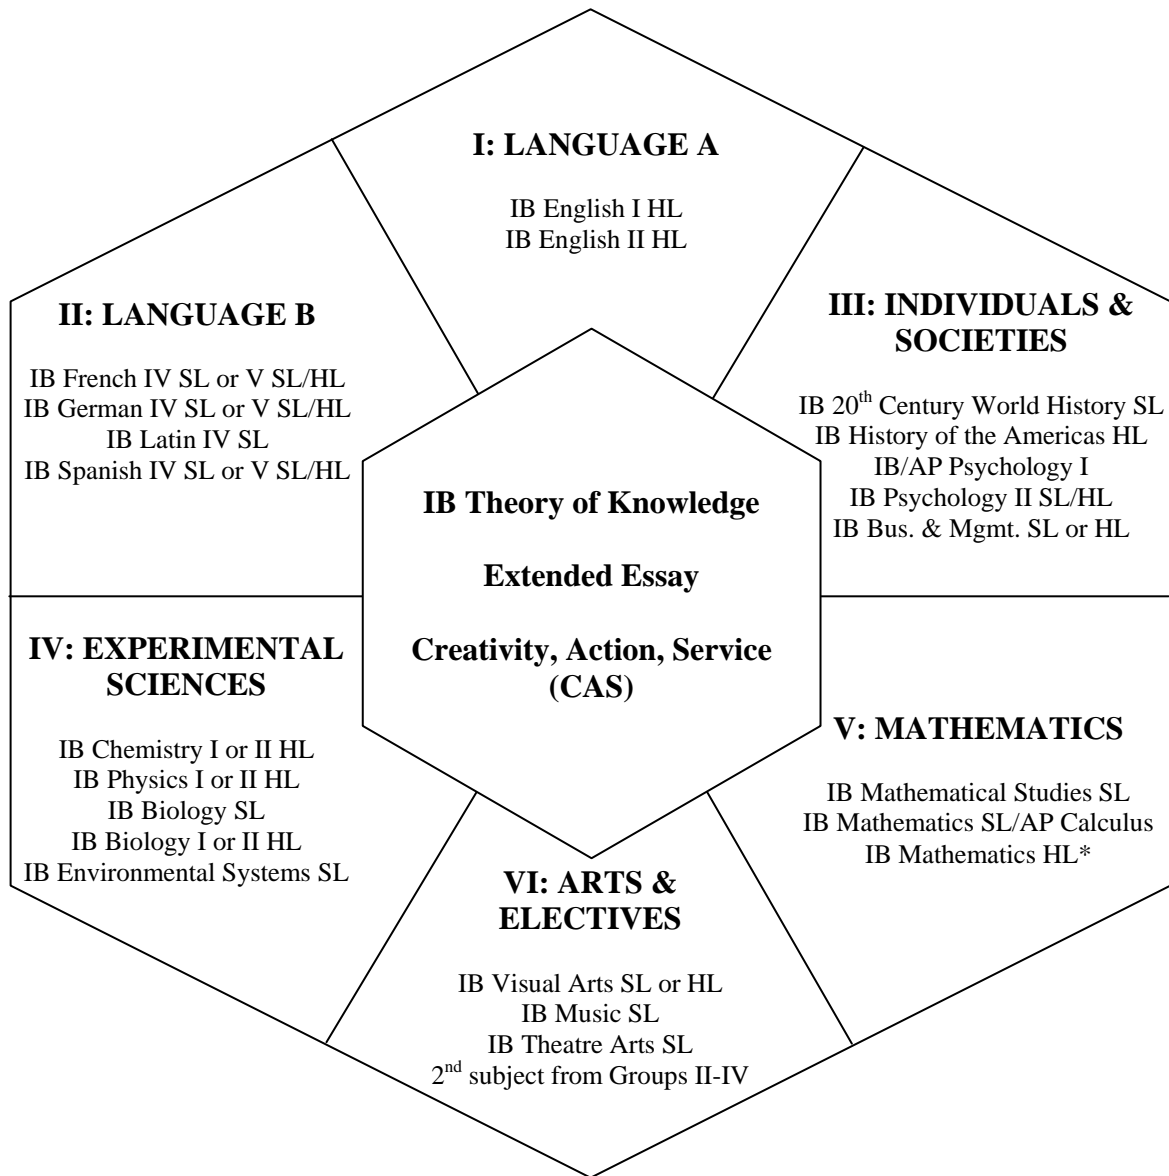 I: LANGUAGE A
IB English I HL
IB English II HL
II: LANGUAGE B
IB French IV SL or V SL/HL
IB German IV SL or V SL/HL
IB Latin IV SL
IB Spanish IV SL or V SL/HL
III: INDIVIDUALS &
SOCIETIES
IB 20th Century World History SL
IB History of the Americas HL
IB/AP Psychology I
IB Psychology II SL/HL
IB Bus. & Mgmt. SL or HL
IB Theory of Knowledge
Extended Essay
Creativity, Action, Service
(CAS)
IV: EXPERIMENTAL
SCIENCES
IB Chemistry I or II HL
IB Physics I or II HL
IB Biology SL
IB Biology I or II HL
IB Environmental Systems SL
V: MATHEMATICS
IB Mathematical Studies SL
IB Mathematics SL/AP Calculus
IB Mathematics HL*
VI: ARTS &
ELECTIVES
IB Visual Arts SL or HL
IB Music SL
IB Theatre Arts SL
2nd subject from Groups II-IV